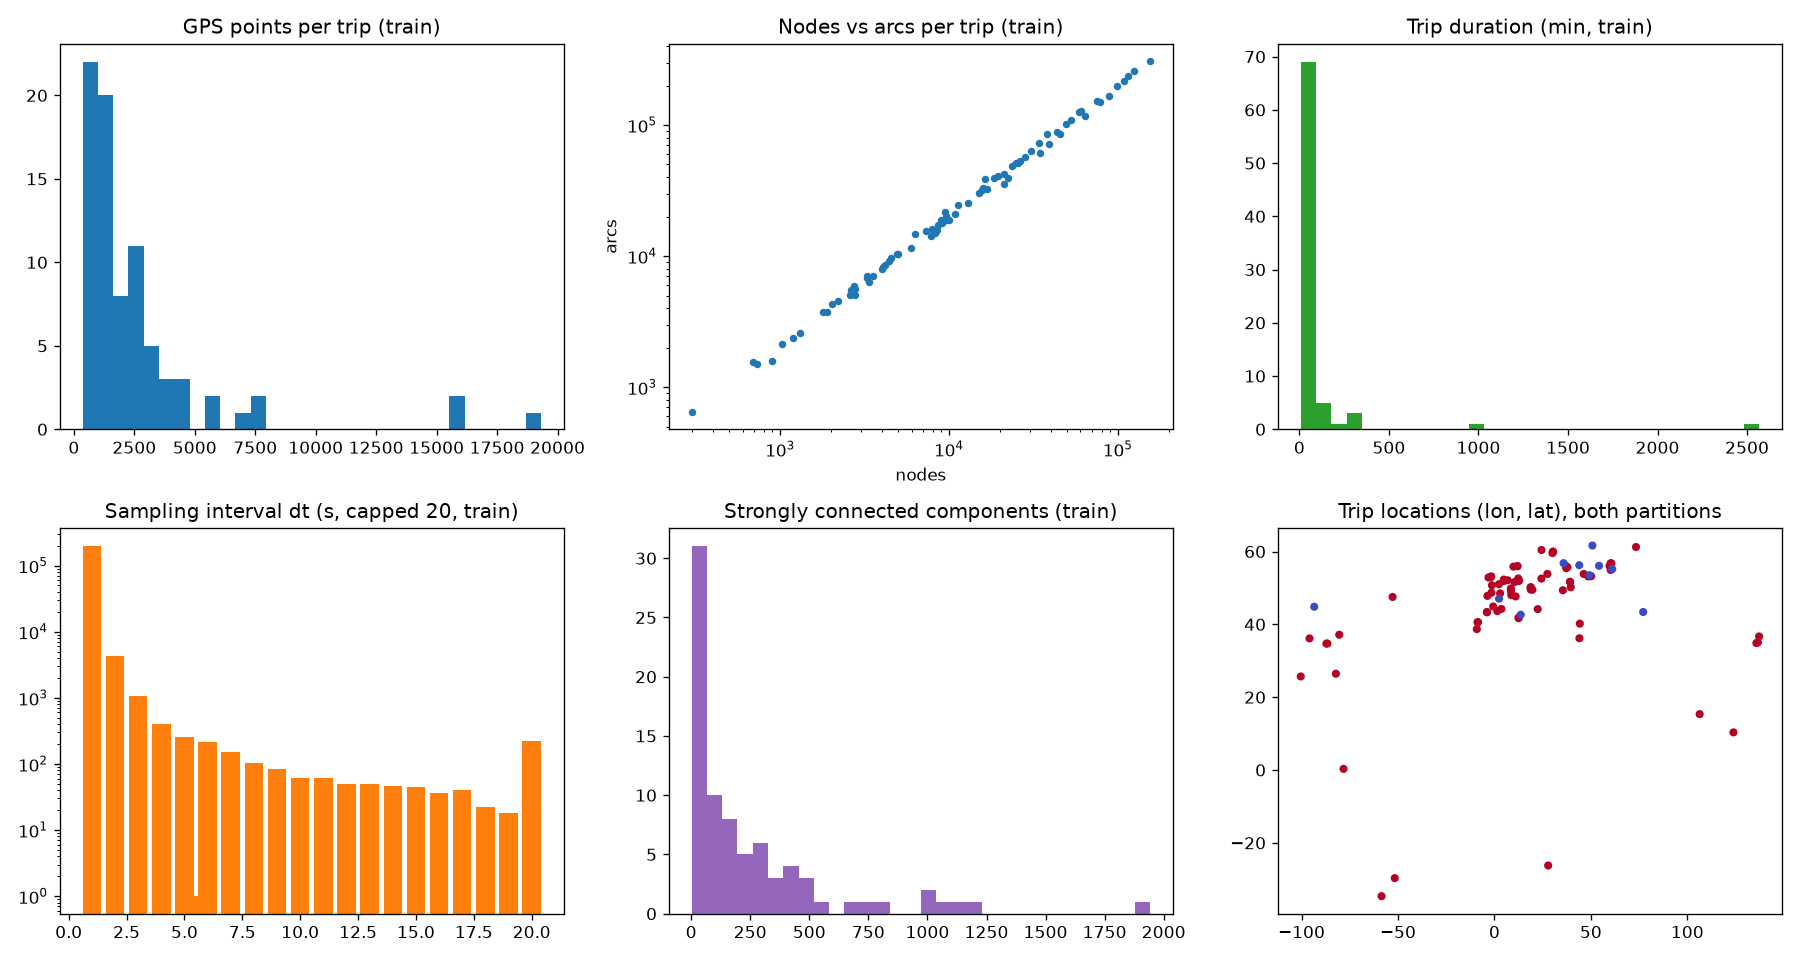 GPS points per trip (train)
20
15
10
5
0
0 2500 5000 7500 10000 12500 15000 17500 20000
Nodes vs arcs per trip (train)
arcs
10^5
10^4
10^3
10^3 10^4 10^5
nodes
Trip duration (min, train)
70
60
50
40
30
20
10
0
0 500 1000 1500 2000 2500
Sampling interval dt (s, capped 20, train)
10^5
10^4
10^3
10^2
10^1
10^0
0.0 2.5 5.0 7.5 10.0 12.5 15.0 17.5 20.0
Strongly connected components (train)
30
25
20
15
10
5
0
0 250 500 750 1000 1250 1500 1750 2000
Trip locations (lon, lat), both partitions
60
40
20
0
−20
−100 −50 0 50 100